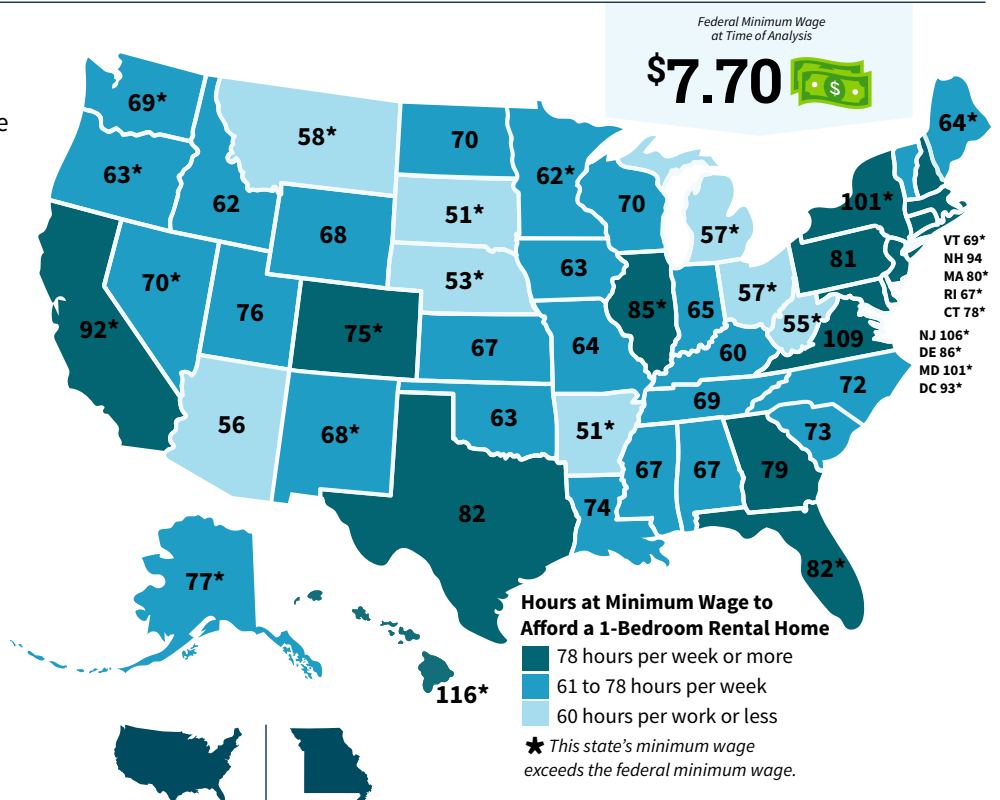 Federal Minimum Wage
at Time of Analysis
$7.70
$
e
69*
58*
70
62*
64*
63*
62
51*
70
101*
68
57*
VT 69*
NH 94
MA 80*
RI 67*
CT 78*
81
63
53*
70*
76
57*
85*
65
55*
109
NJ 106*
DE 86*
MD 101*
DC 93*
92*
75*
67
64
60
72
69
56
68*
63
51*
73
67
67
79
82
74
82*
77*
116*
Hours at Minimum Wage to
Afford a 1-Bedroom Rental Home
78 hours per week or more
61 to 78 hours per week
60 hours per work or less
* This state's minimum wage
exceeds the federal minimum wage.